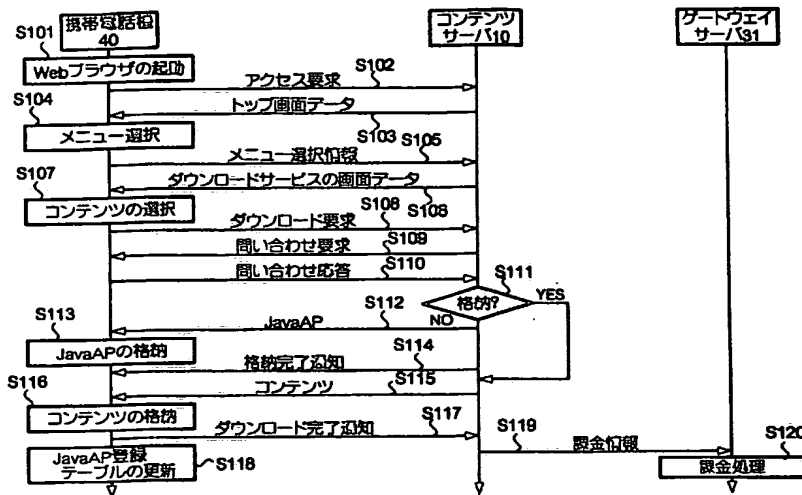 携帯電話機
40
コンテンツ
サーバ10
ゲートウェイ
サーバ31
S101
Webブラウザの起動
S102
アクセス要求
トップ画面データ
S103
S104
メニュー選択
メニュー選択情報
S105
ダウンロードサービスの画面データ
S108
S107
コンテンツの選択
ダウンロード要求
S108
問い合わせ要求
S109
問い合わせ応答
S110
S111
格納?
YES
NO
S112
JavaAP
S113
JavaAPの格納
格納完了通知
S114
コンテンツ
S115
S116
コンテンツの格納
ダウンロード完了通知
S117
S119
課金情報
S120
課金処理
JavaAP登録
テーブルの更新
S118